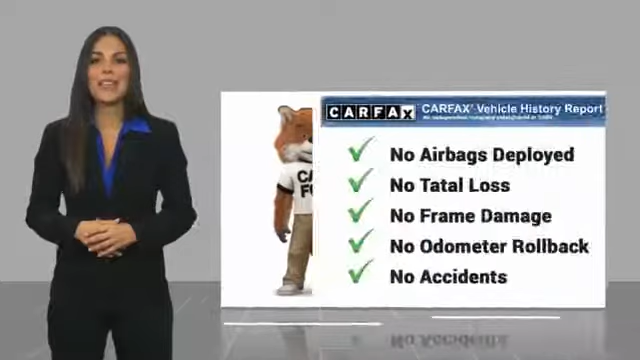 CARFAX CARFAX Vehicle History Report
CA
No Airbags Deployed
No Tatal Loss
No Frame Damage
No Odometer Rollback
No Accidents